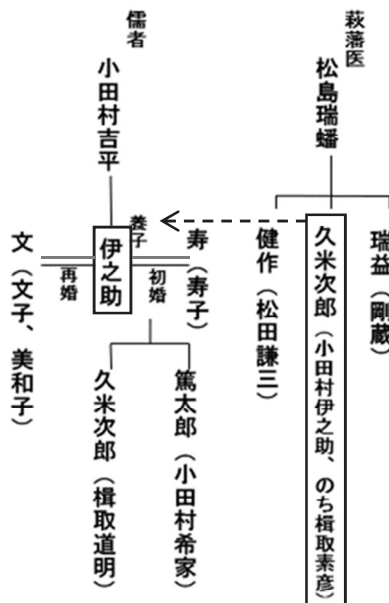 萩藩医
松島瑞蟠
瑞益（剛蔵）
久米次郎（小田村伊之助、のち楫取素彦）
健作（松田謙三）
儒者
小田村吉平
養子
伊之助
寿（寿子）
初婚
再婚
文（文子、美和子）
篤太郎（小田村希家）
久米次郎（楫取道明）